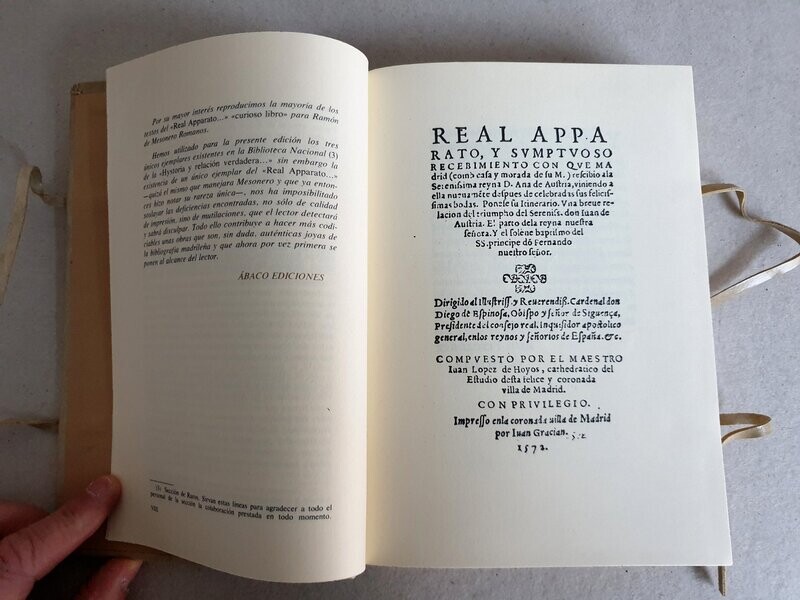 Por su mayor interés reproducimos la mayoría de los
textos del «Real Apparato...» «curioso libro» para Ramón
de Mesonero Romanos.
Hemos utilizado para la presente edición los tres
únicos ejemplares existentes en la Biblioteca Nacional (3)
de la «Hystoria y relación verdadera...» sin embargo la
existencia de un único ejemplar del «Real Apparato...»
—quizá el mismo que manejara Mesonero y que ya enton-
ces hizo notar su rareza única—, nos ha imposibilitado
soslayar las deficiencias encontradas, no sólo de calidad
de impresión, sino de mutilaciones, que el lector detectará
y sabrá disculpar. Todo ello contribuye a hacer más codi-
ciables unas obras que son, sin duda, auténticas joyas de
la bibliografía madrileña y que ahora por vez primera se
ponen al alcance del lector.
ÁBACO EDICIONES
(3) Sección de Raros. Sirvan estas líneas para agradecer a todo el
personal de la sección la colaboración prestada en todo momento.
VIII
REAL APPA
RATO, Y SVMPTVOSO
RECEBIMIENTO CON QVE MA
drid (como casa y morada de su M.) rescibio ala
Serenissima reyna D. Ana de Austria, viniendo a
ella nuevamēte despues de celebradas sus felicis-
simas bodas. Ponese su Itinerario. Vna breve re-
lacion del triumpho del Sereniss. don Iuan de
Austria. El parto dela reyna nuestra
señora. Y el solēne baptismo del
SS. principe dō Fernando
nuestro señor.
Dirigido al Illustriss. y Reuerendiss. Cardenal don
Diego de Espinosa, Obispo y señor de Siguença,
Presidente del consejo real, inquisidor apostolico
general, enlos reynos y señorios de España. &c.
COMPVESTO POR EL MAESTRO
Iuan Lopez de Hoyos, cathedratico del
Estudio desta felice y coronada
villa de Madrid.
CON PRIVILEGIO.
Impresso enla coronada uilla de Madrid
por Iuan Gracian.
1572.